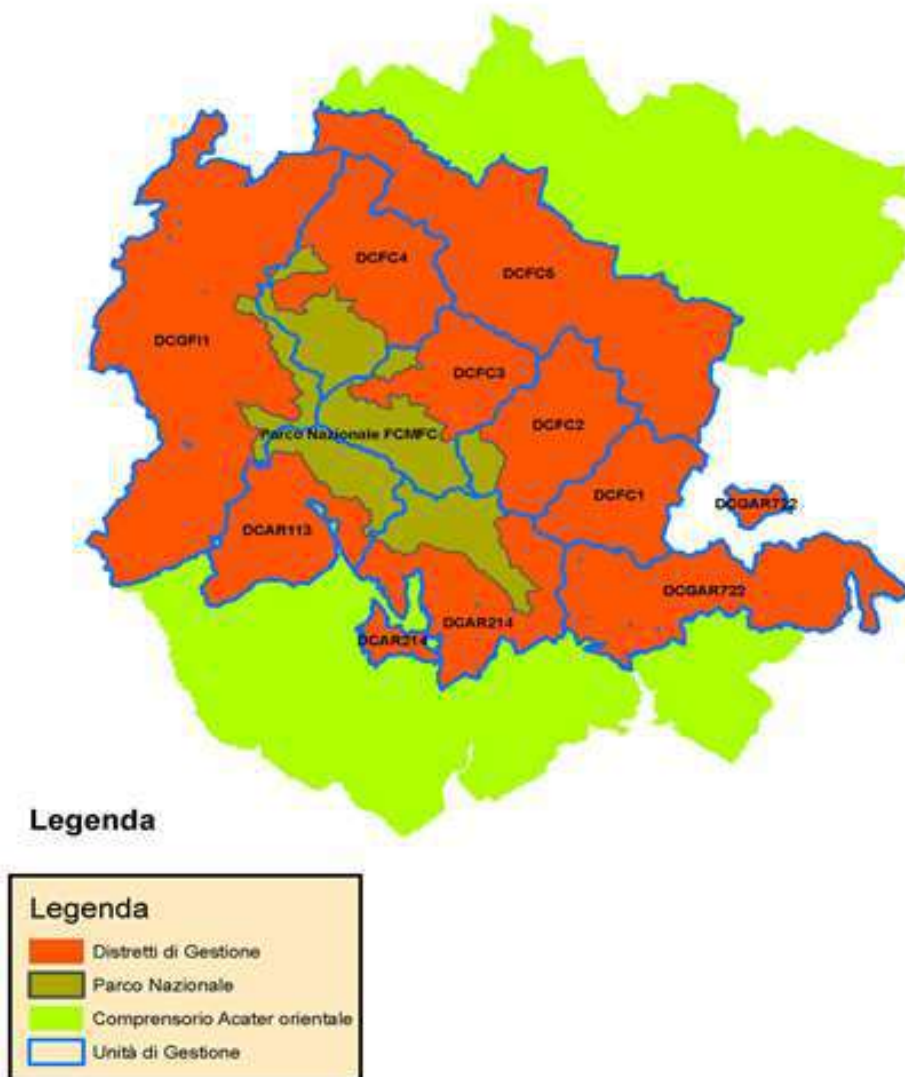 DCFC4
DCFC5
DCGFI1
DCFC3
DCFC2
Parco Nazionale FCMFC
DCFC1
DCGAR722
DCAR113
DCGAR722
DCAR214
DCAR214
Legenda
Legenda
Distretti di Gestione
Parco Nazionale
Comprensorio Acater orientale
Unità di Gestione